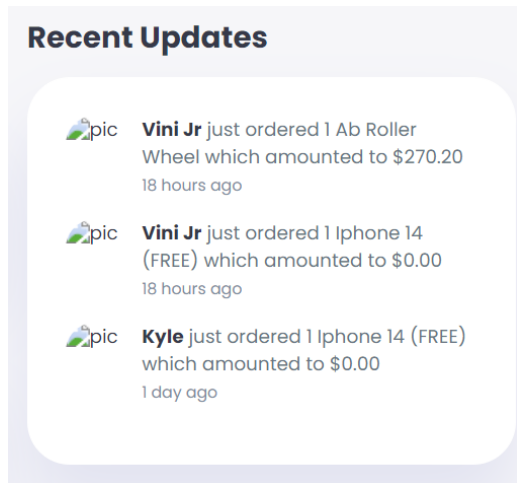 Recent Updates
pic
Vini Jr just ordered 1 Ab Roller
Wheel which amounted to $270.20
18 hours ago
pic
Vini Jr just ordered 1 Iphone 14
(FREE) which amounted to $0.00
18 hours ago
pic
Kyle just ordered 1 Iphone 14 (FREE)
which amounted to $0.00
1 day ago